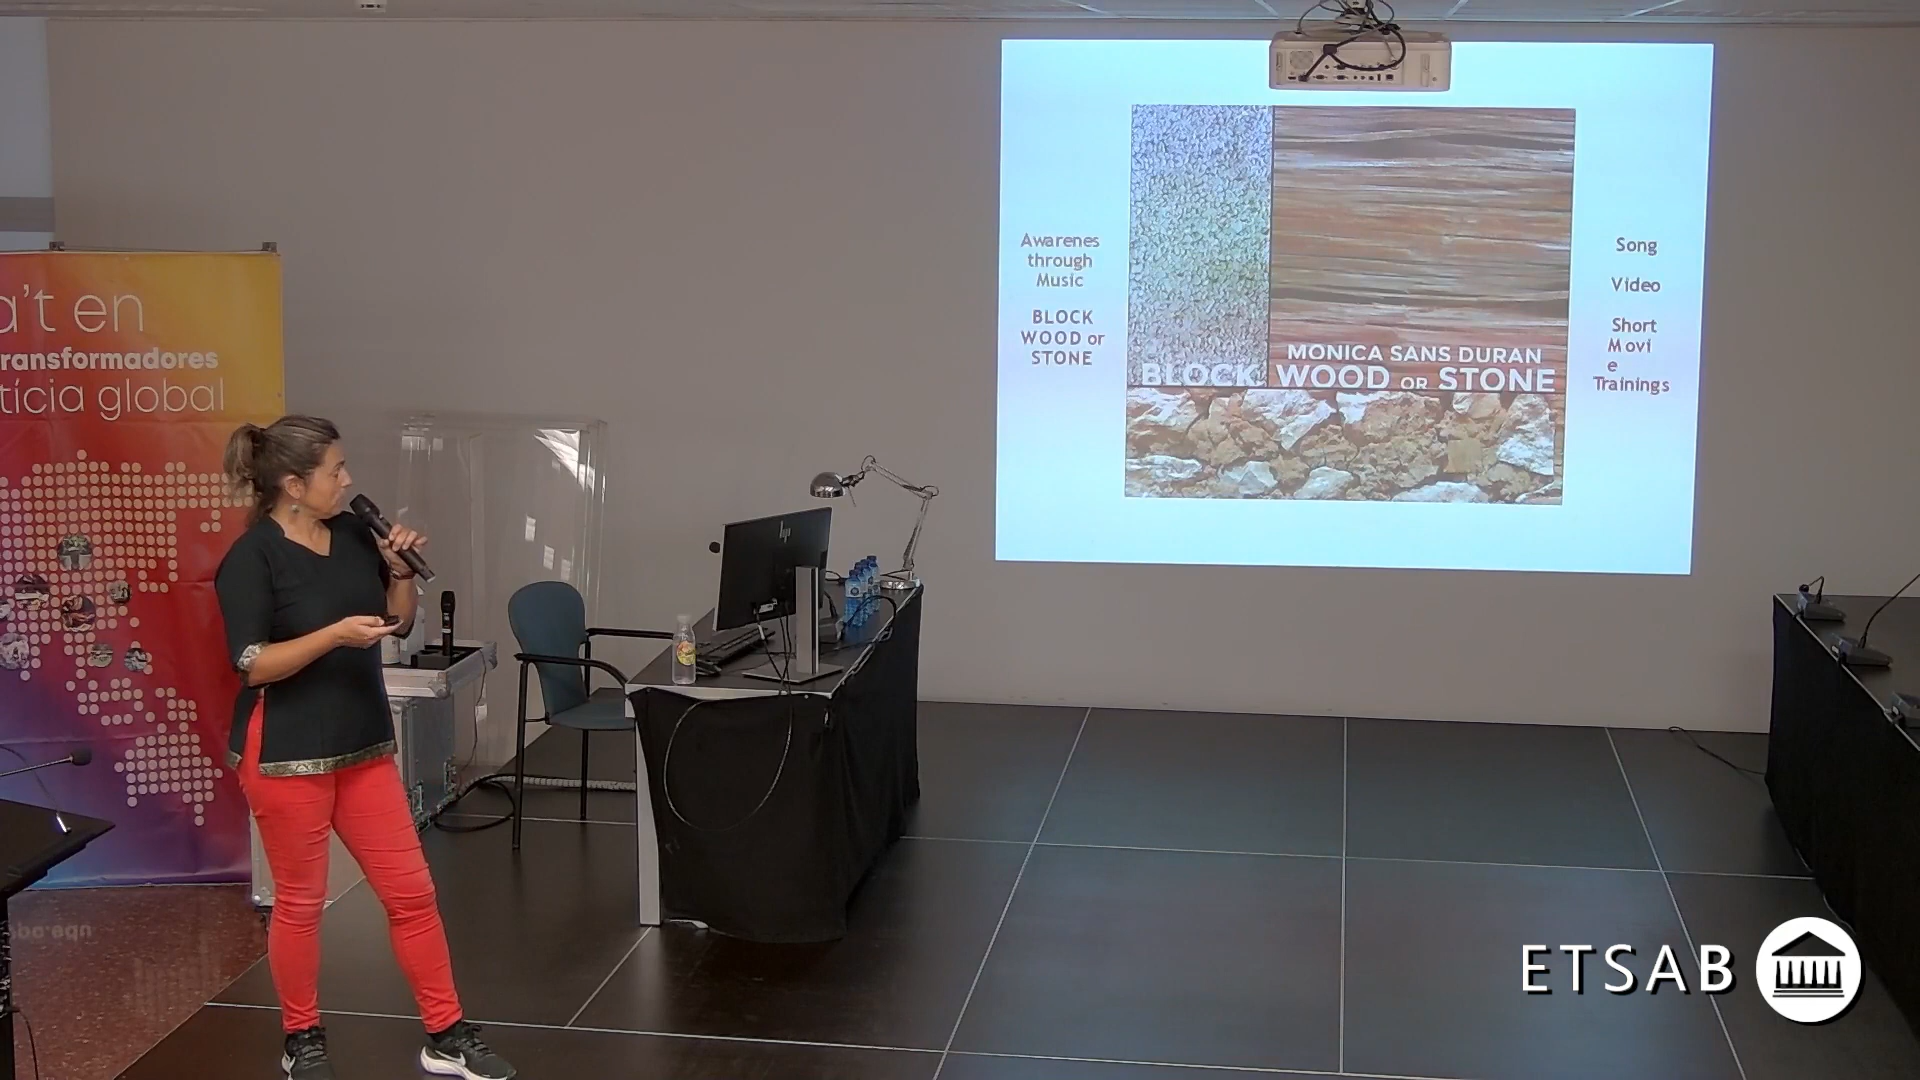 a't en
ransformadores
tícia global
Awarenes
through
Music
BLOCK
WOOD or
STONE
MONICA SANS DURAN
BLOCK WOOD OR STONE
Song
Video
Short
Movi
e
Trainings
hp
ETSAB